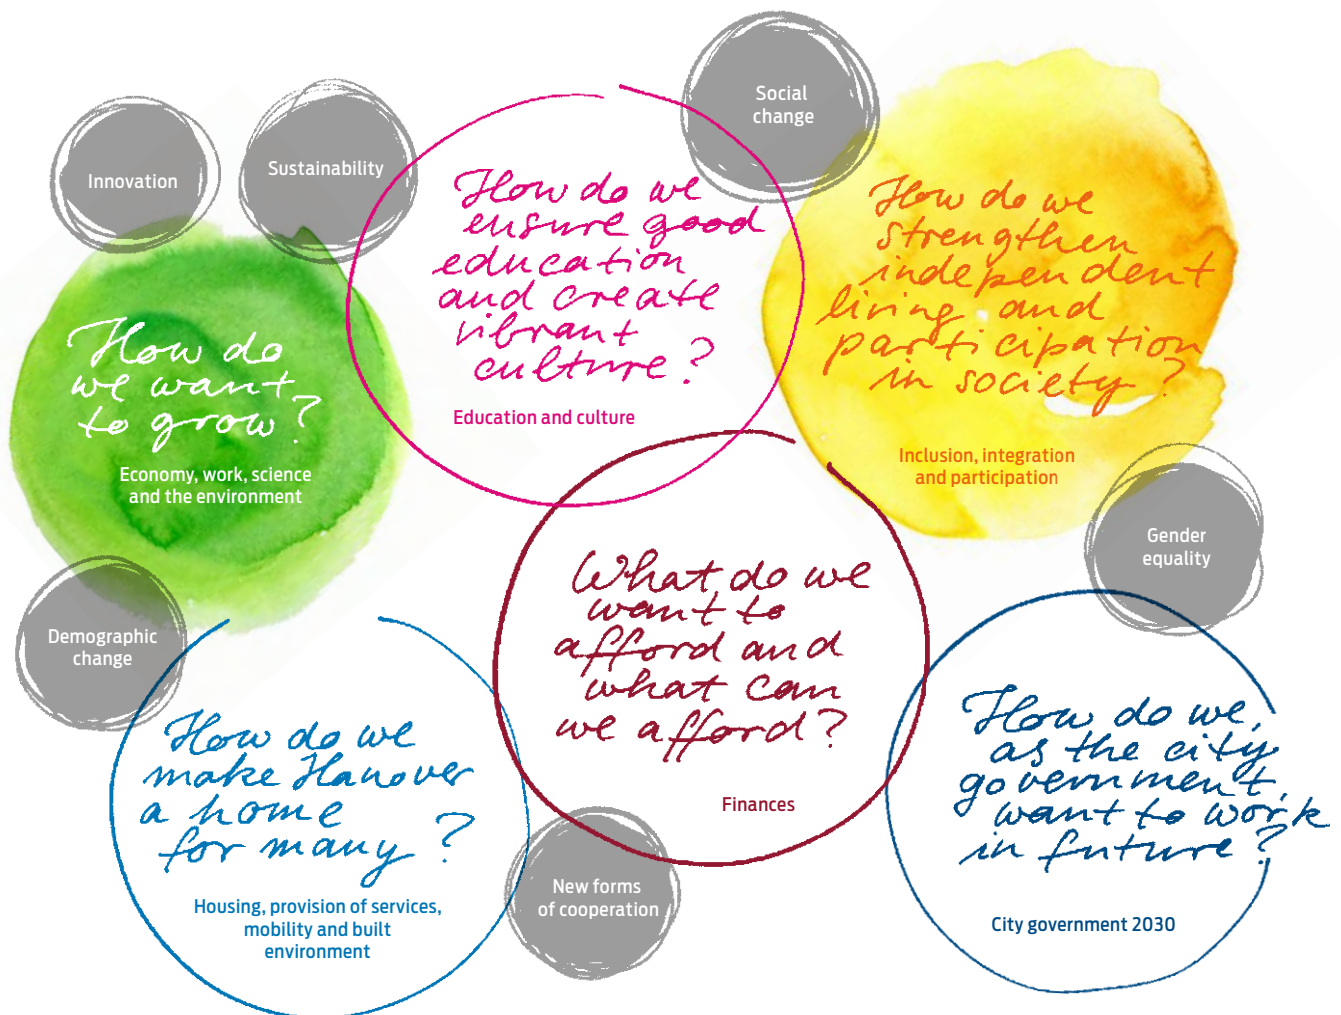 Innovation
Sustainability
Social
change
How do we
want
to grow?
Economy, work, science
and the environment
How do we
ensure good
education
and create
vibrant
culture?
Education and culture
How do we
strengthen
independent
living and
participation
in society?
Inclusion, integration
and participation
Gender
equality
Demographic
change
How do we
make Hanover
a home
for many?
Housing, provision of services,
mobility and built
environment
What do we
want to
afford and
what can
we afford?
Finances
New forms
of cooperation
How do we,
as the city
government,
want to work
in future?
City government 2030